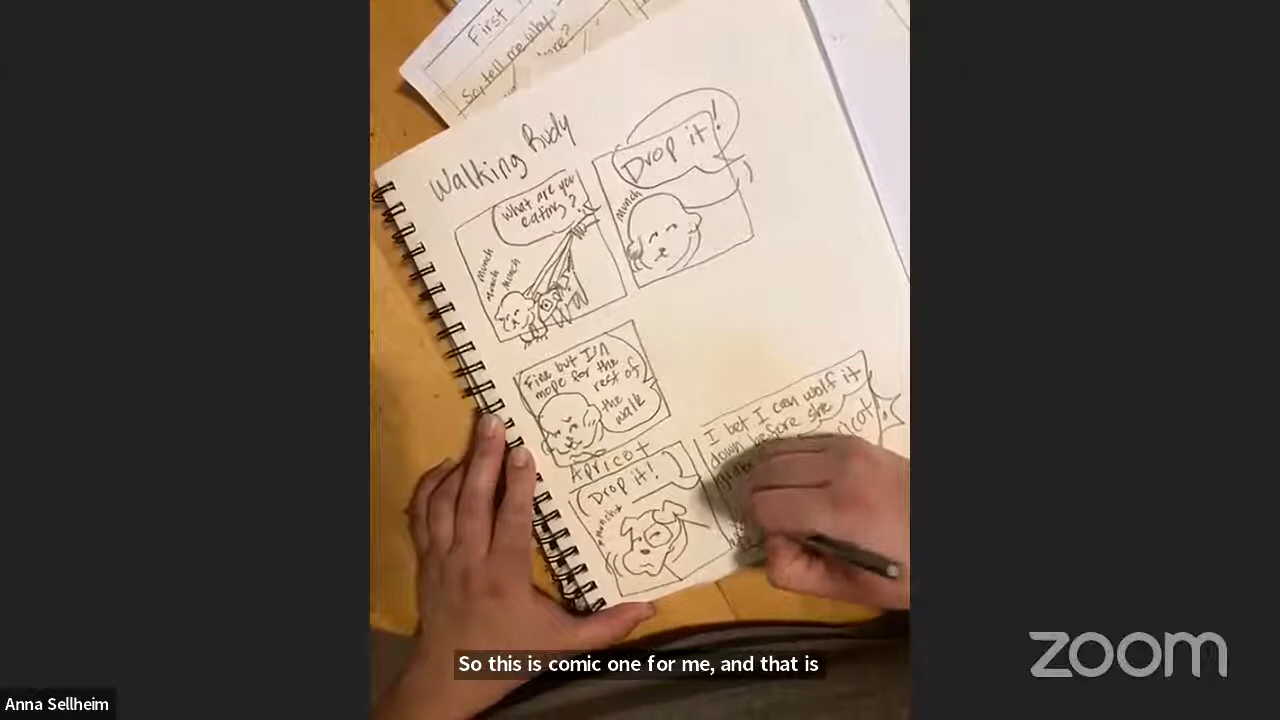 First
So, tell me why
Walking Rudy
What are you
eating?
Munch
Munch
Munch
Drop it!
Munch
Fine but I'll
mope for the
rest of
the walk
Apricot
Drop it!
Munch
I bet I can wolf it
down before she
So this is comic one for me, and that is
Anna Sellheim
zoom